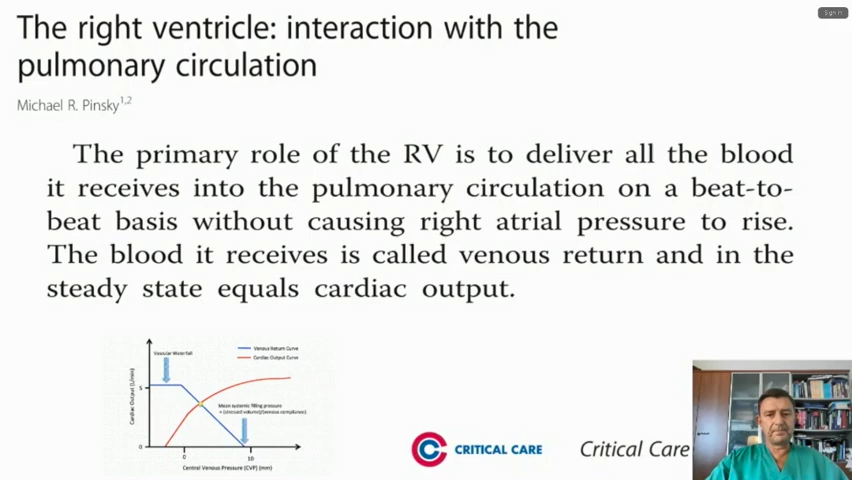 Sign in
The right ventricle: interaction with the
pulmonary circulation
Michael R. Pinsky1,2
The primary role of the RV is to deliver all the blood
it receives into the pulmonary circulation on a beat-to-
beat basis without causing right atrial pressure to rise.
The blood it receives is called venous return and in the
steady state equals cardiac output.
Vascular Waterfall
Venous Return Curve
Cardiac Output Curve
Cardiac Output (L/min)
5
Mean systemic filling pressure
= (stressed volume)/(venous compliance)
0
0
10
Central Venous Pressure (CVP) (mm)
CRITICAL CARE
Critical Care